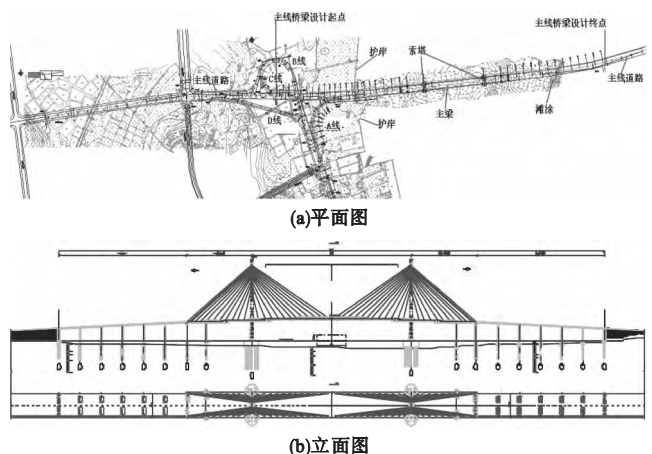 主线桥梁设计起点
主线桥梁设计终点
B线
护岸
索塔
C线
主线道路
主线道路
D线
A线
护岸
主梁
滩涂
(a)平面图
(b)立面图